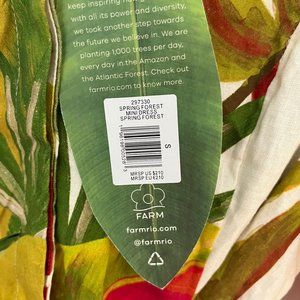 keep inspiring
with all its power and diversity,
we took another step towards
the future we believe in. We are
planting 1,000 trees per day,
every day in the Amazon and
the Atlantic Forest. Check out
farmrio.com to know more.
297330
SPRING FOREST
MINI DRESS
SPRING FOREST
S
MRSP US $210
MRSP EU €210
FARM
farmrio.com
@farmrio